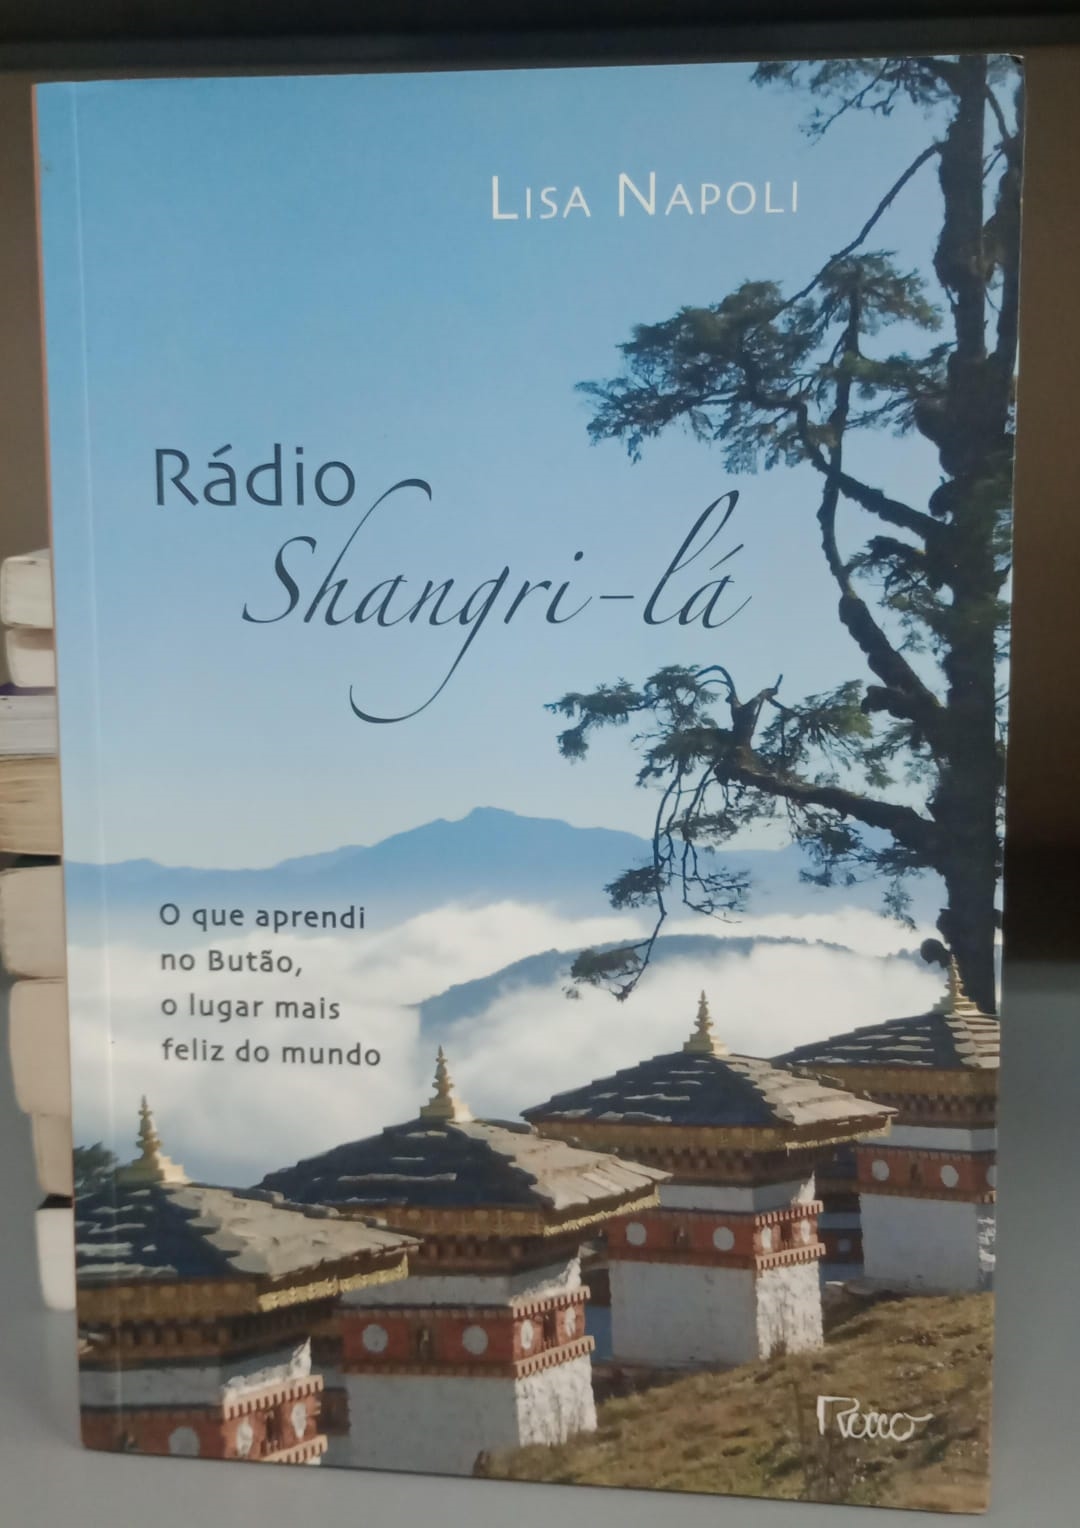 LISA NAPOLI
Rádio
Shangri-lá
O que aprendi
no Butão,
o lugar mais
feliz do mundo
Rocco